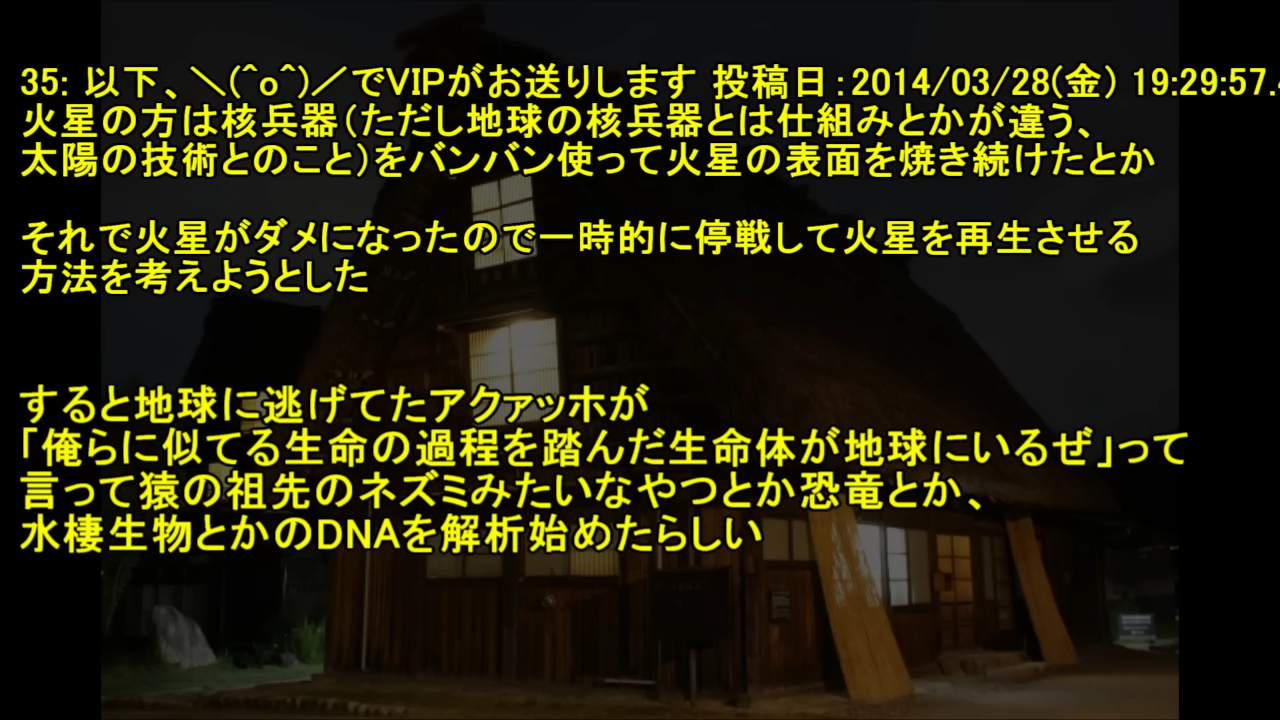 35: 以下、＼(^o^)／でVIPがお送りします 投稿日：2014/03/28(金) 19:29:57.
火星の方は核兵器（ただし地球の核兵器とは仕組みとかが違う、
太陽の技術とのこと）をバンバン使って火星の表面を焼き続けたとか
それで火星がダメになったので一時的に停戦して火星を再生させる
方法を考えようとした
すると地球に逃げてたアクァッホが
「俺らに似てる生命の過程を踏んだ生命体が地球にいるぜ」って
言って猿の祖先のネズミみたいなやつとか恐竜とか、
水棲生物とかのDNAを解析始めたらしい